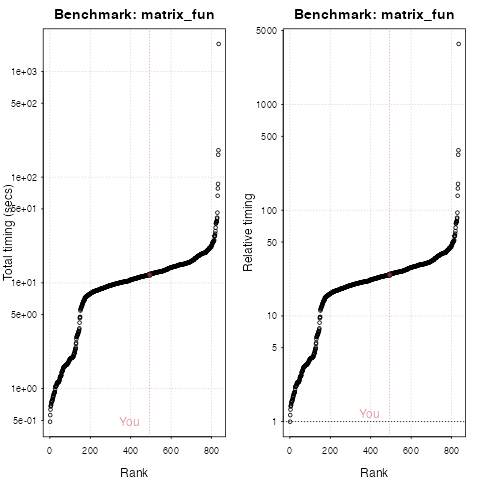 Benchmark: matrix_fun
Total timing (secs)
1e+03
5e+02
1e+02
5e+01
1e+01
5e+00
1e+00
5e-01
You
0
200
400
600
800
Rank
Benchmark: matrix_fun
Relative timing
5000
1000
500
100
50
10
5
1
You
0
200
400
600
800
Rank